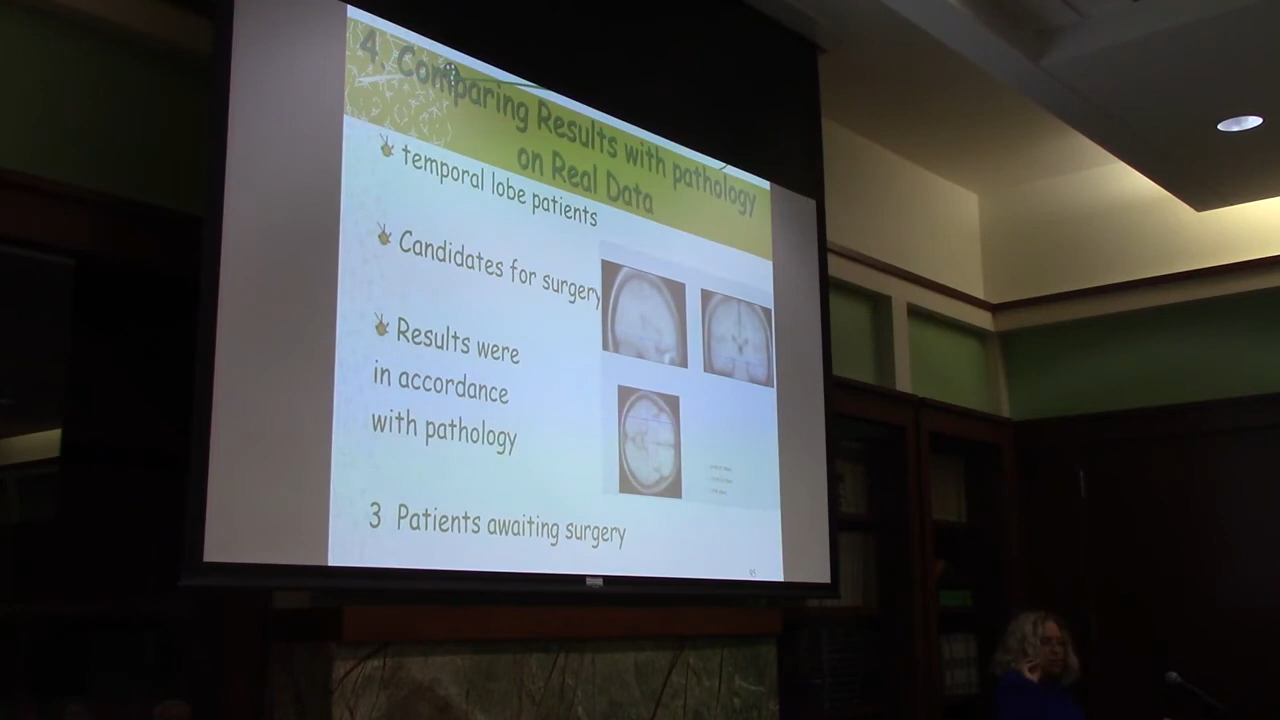 4. Comparing Results with pathology
on Real Data
temporal lobe patients
Candidates for surgery
Results were
in accordance
with pathology
3 Patients awaiting surgery